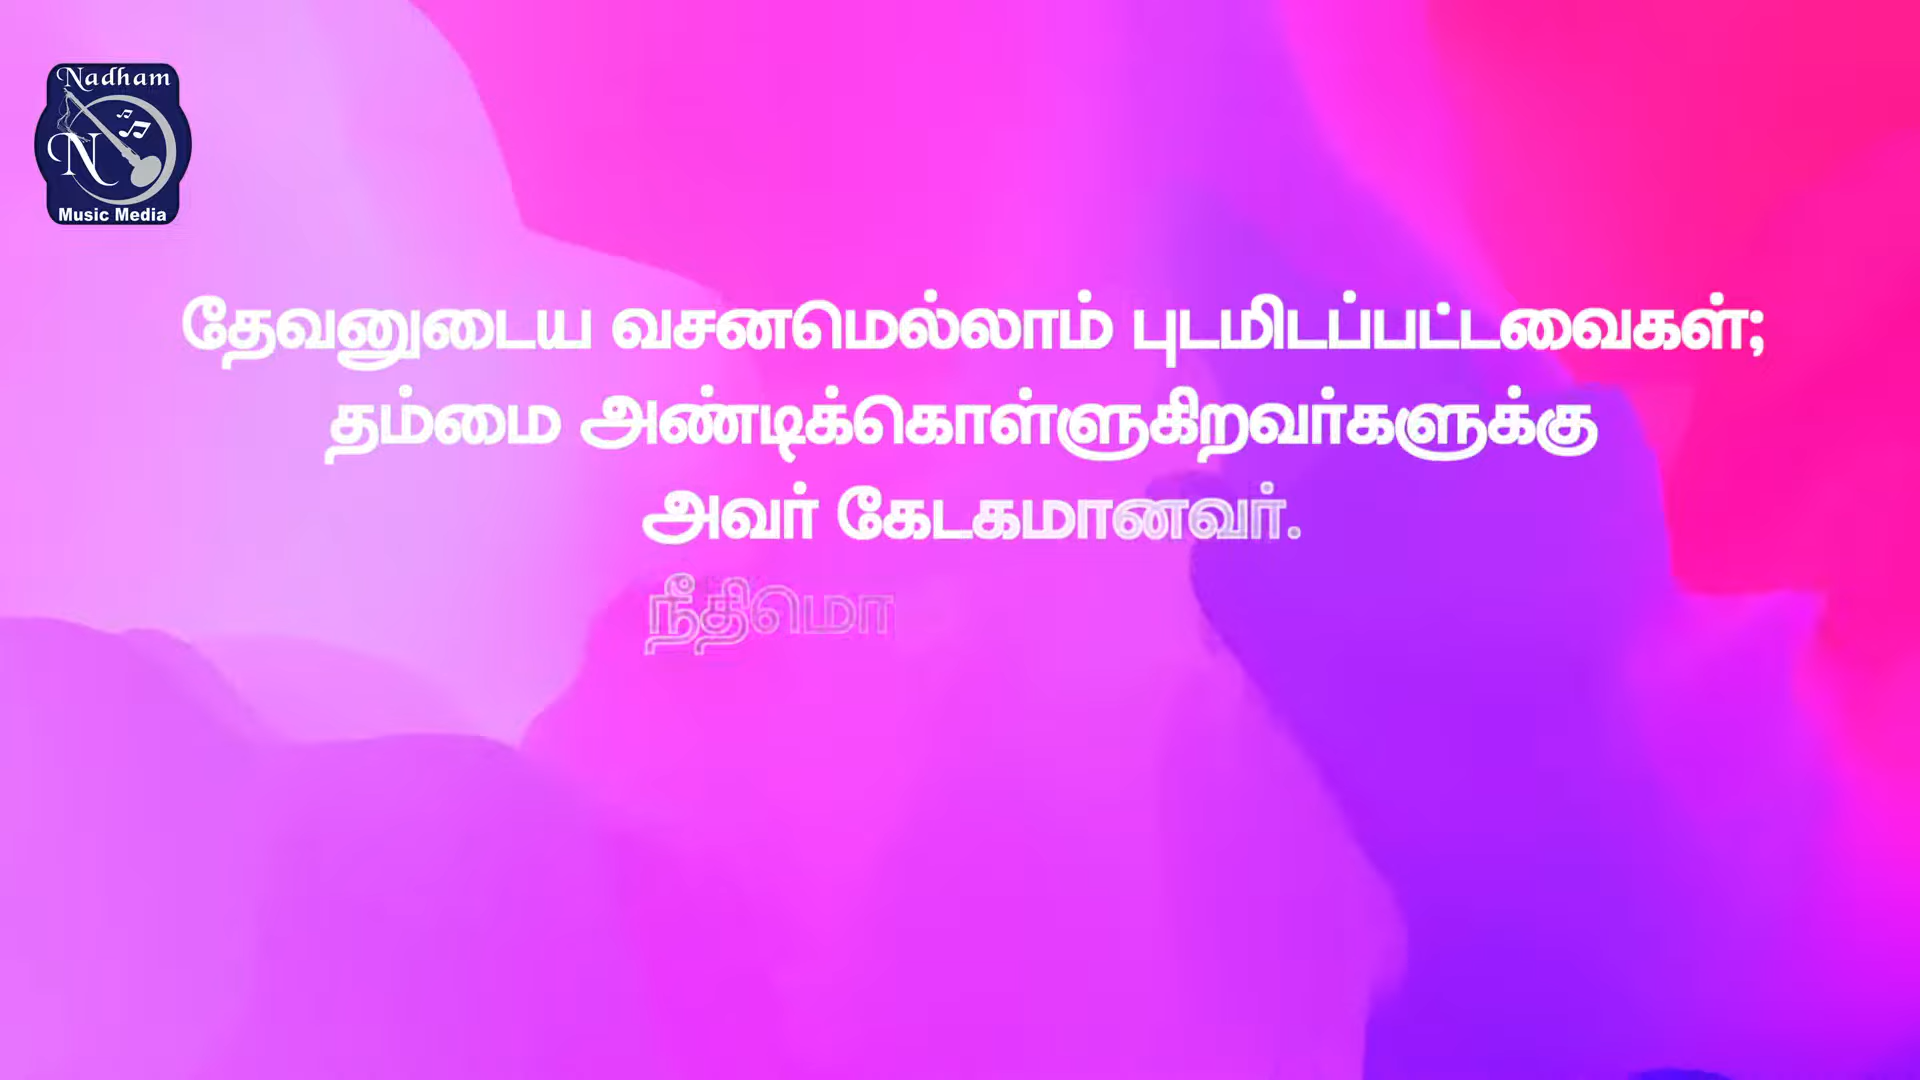 Nadham
N
Music Media
தேவனுடைய வசனமெல்லாம் புடமிடப்பட்டவைகள்;
தம்மை அண்டிக்கொள்ளுகிறவர்களுக்கு
அவர் கேடகமானவர்.
நீதிமொ